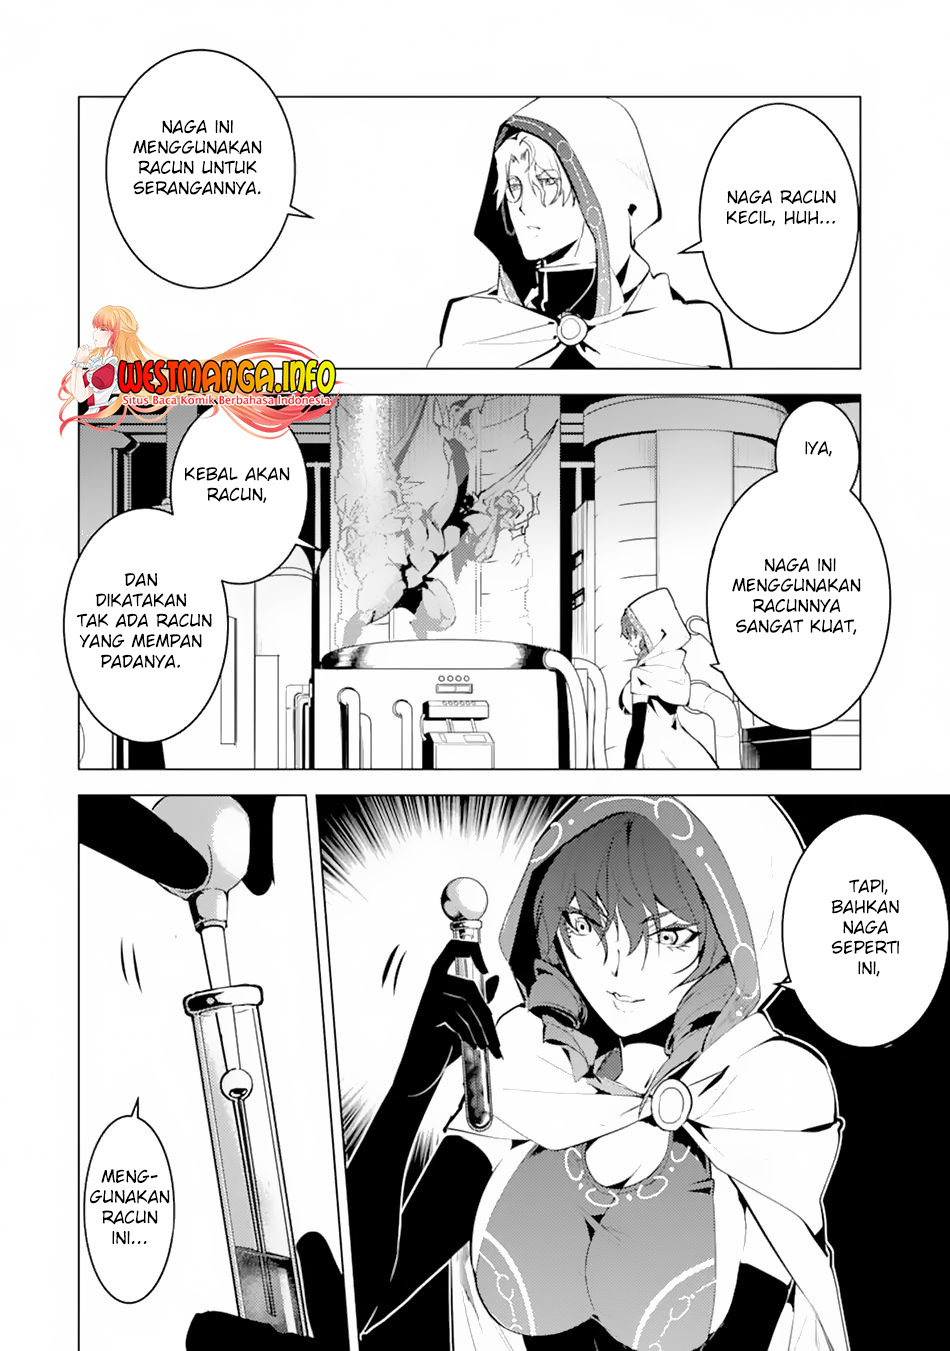 NAGA RACUN
KECIL, HUH...
NAGA INI
MENGGUNAKAN
RACUN UNTUK
SERANGANNYA.
WESTMANGA.INFO
Situs Baca Komik Berbahasa Indonesia
IYA,
NAGA INI
MENGGUNAKAN
RACUNNYA
SANGAT KUAT,
KEBAL AKAN
RACUN,
DAN
DIKATAKAN
TAK ADA RACUN
YANG MEMPAN
PADANYA.
TAPI,
BAHKAN
NAGA
SEPERTI
INI,
MENG-
GUNAKAN
RACUN
INI...